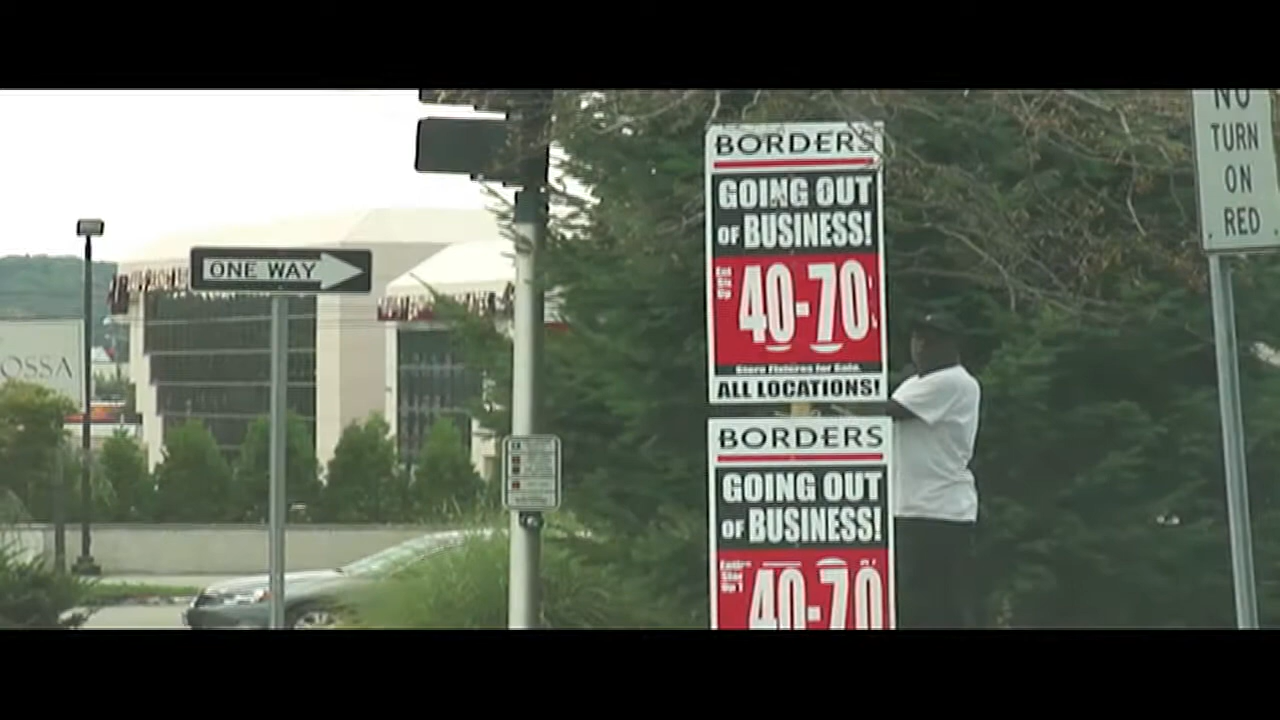 ONE WAY
OSSA
BORDERS
GOING OUT
OF BUSINESS!
40-70
Store Fixtures for Sale.
ALL LOCATIONS!
BORDERS
GOING OUT
OF BUSINESS!
40-70
NO
TURN
ON
RED